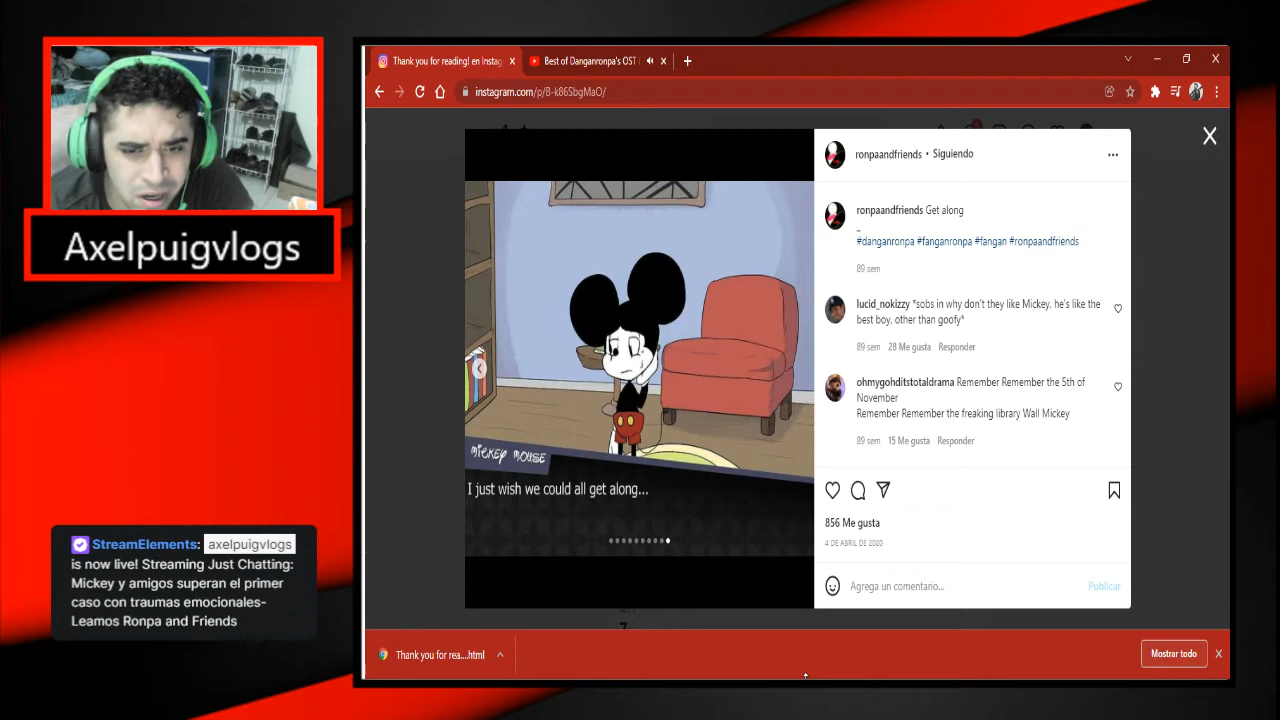 Axelpuigvlogs
StreamElements: axelpuigvlogs
is now live! Streaming Just Chatting:
Mickey y amigos superan el primer
caso con traumas emocionales-
Leamos Ronpa and Friends
Thank you for reading! en Instag
Best of Danganronpa's OST
instagram.com/p/B-k86SbgMaO/
mickey mouse
I just wish we could all get along...
ronpaandfriends • Siguiendo
ronpaandfriends Get along
_
#danganronpa #fanganronpa #fangan #ronpaandfriends
89 sem
lucid_nokizzy *sobs in why don't they like Mickey, he's like the
best boy, other than goofy*
89 sem 28 Me gusta Responder
ohmygohditstotaldrama Remember Remember the 5th of
November
Remember Remember the freaking library Wall Mickey
89 sem 15 Me gusta Responder
856 Me gusta
4 DE ABRIL DE 2020
Agrega un comentario... Publicar
Thank you for rea....html
Mostrar todo